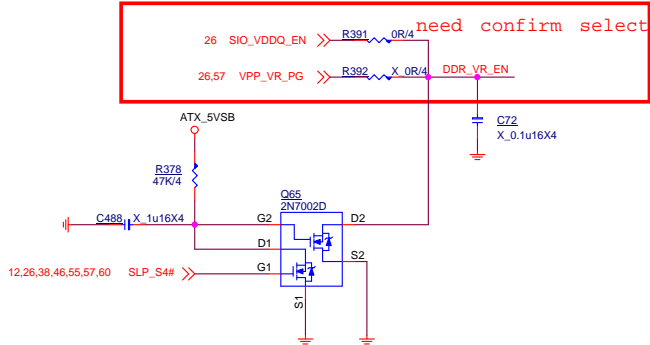 need confirm select
26 SIO_VDDQ_EN R391 0R/4
26,57 VPP_VR_PG R392 X_0R/4 DDR_VR_EN
C72
X_0.1u16X4
ATX_5VSB
R378
47K/4
Q65
2N7002D
C488 X_1u16X4 G2 D2
D1 S2
12,26,38,46,55,57,60 SLP_S4# G1
S1